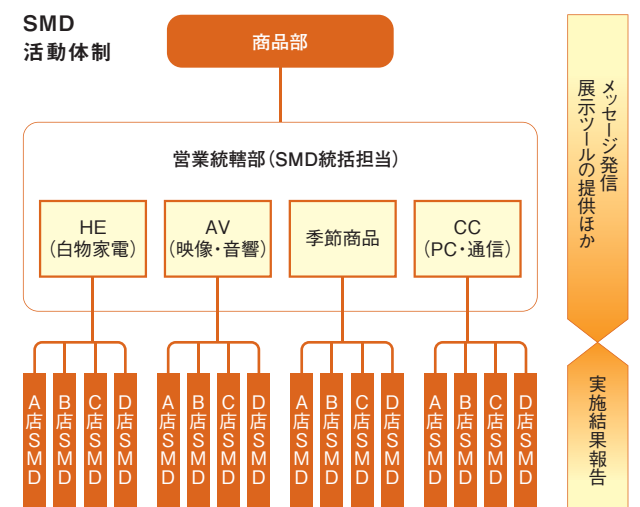 SMD
活動体制
商品部
営業統轄部（SMD統括担当）
HE
（白物家電）
AV
（映像・音響）
季節商品
CC
（PC・通信）
A店SMD
B店SMD
C店SMD
D店SMD
A店SMD
B店SMD
C店SMD
D店SMD
A店SMD
B店SMD
C店SMD
D店SMD
A店SMD
B店SMD
C店SMD
D店SMD
メッセージ発信
展示ツールの提供ほか
実施結果報告